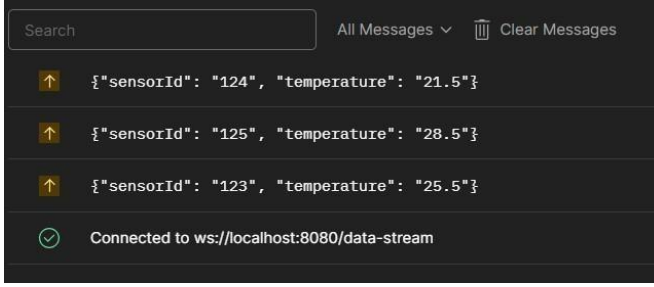 Search
All Messages
Clear Messages
{"sensorId": "124", "temperature": "21.5"}
{"sensorId": "125", "temperature": "28.5"}
{"sensorId": "123", "temperature": "25.5"}
Connected to ws://localhost:8080/data-stream